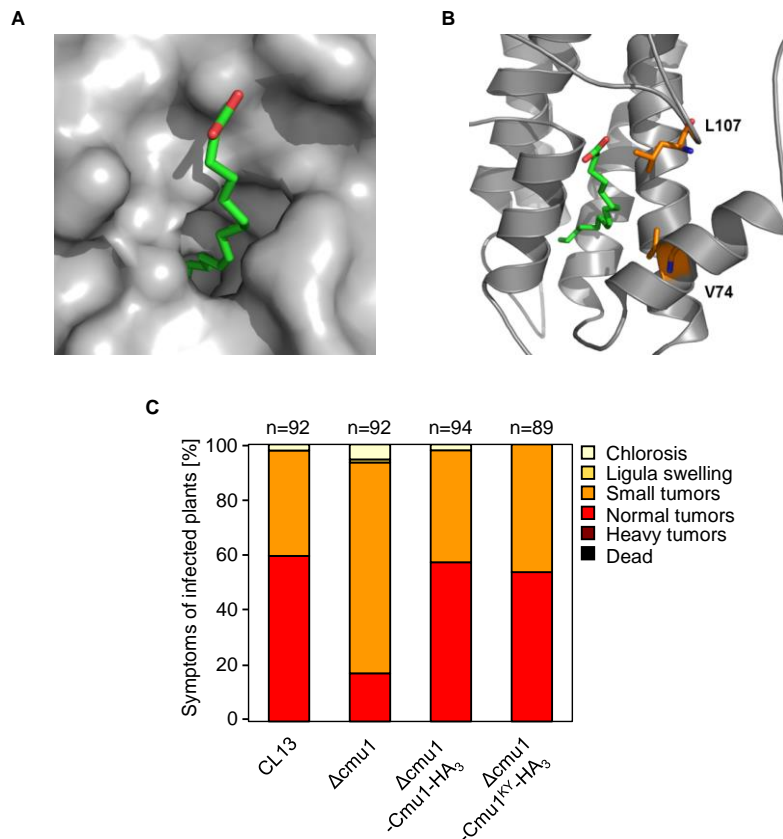 A
B
L107
V74
C
n=92 n=92 n=94 n=89
Symptoms of infected plants [%]
100
80
60
40
20
0
Chlorosis
Ligula swelling
Small tumors
Normal tumors
Heavy tumors
Dead
CL13
Δcmu1
Δcmu1
-Cmu1-HA₃
Δcmu1
-Cmu1ᴷʸ-HA₃